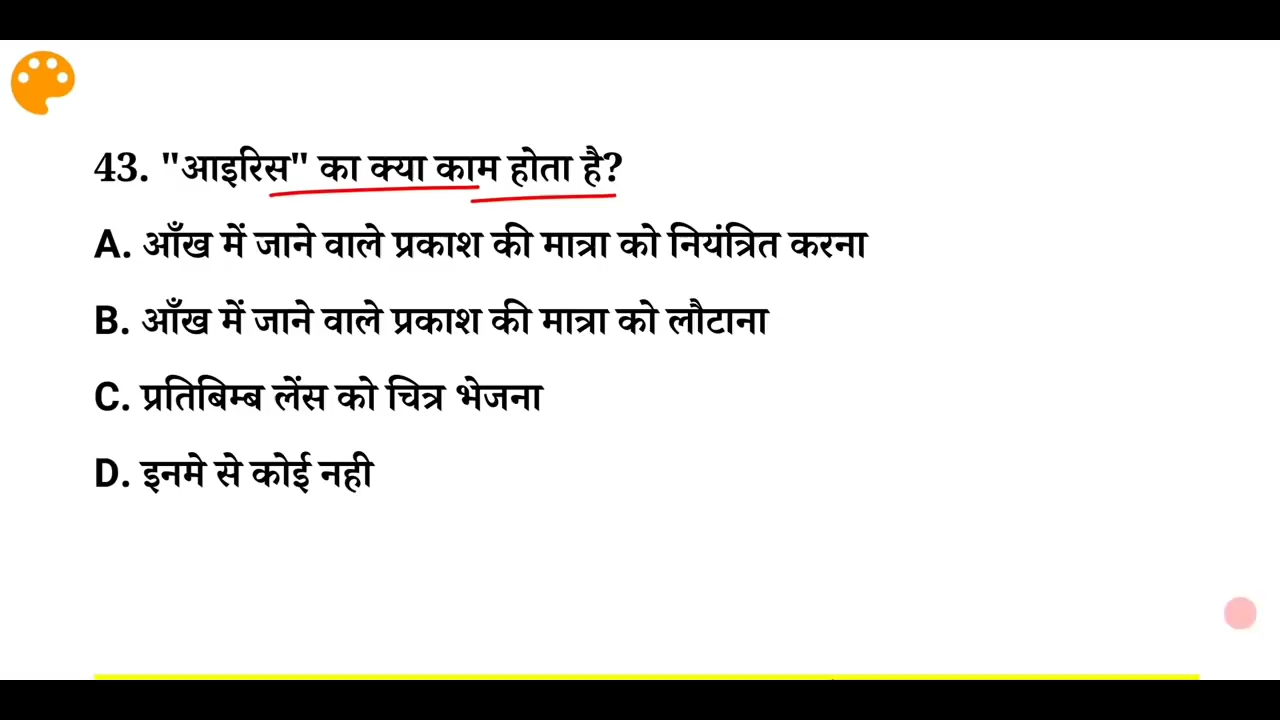 43. "आइरिस" का क्या काम होता है?
A. आँख में जाने वाले प्रकाश की मात्रा को नियंत्रित करना
B. आँख में जाने वाले प्रकाश की मात्रा को लौटाना
C. प्रतिबिम्ब लेंस को चित्र भेजना
D. इनमे से कोई नही